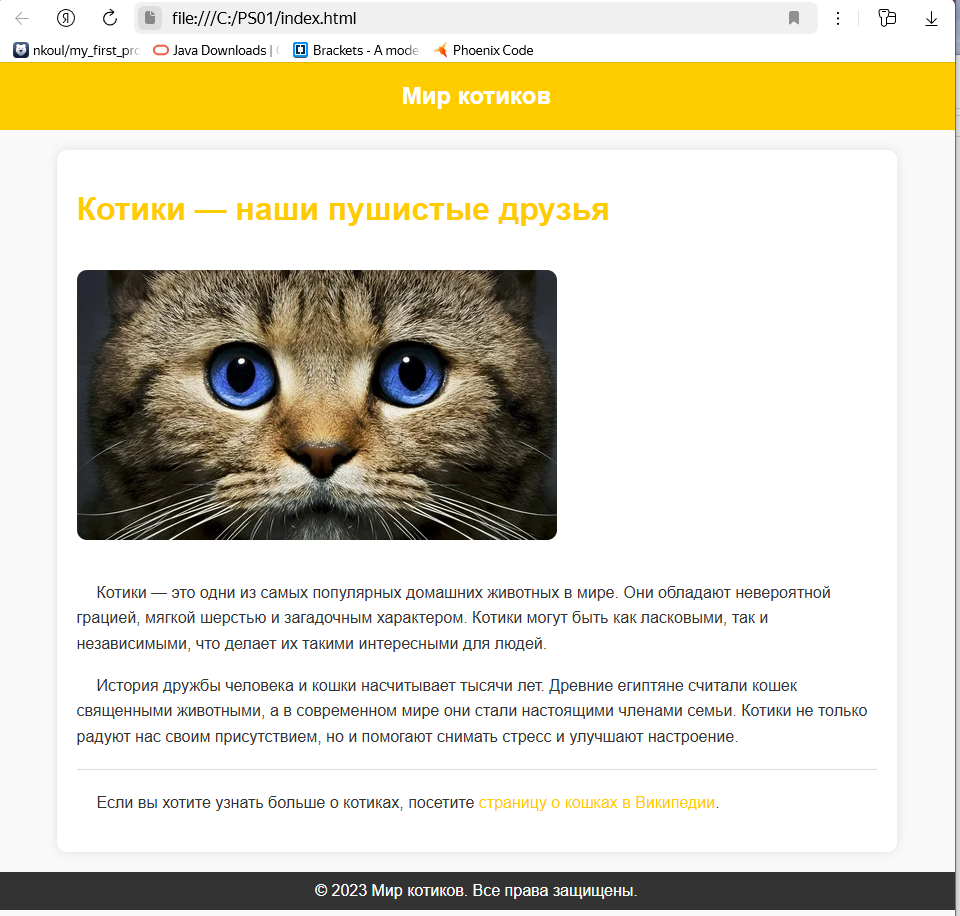 Я
file:///C:/PS01/index.html
nkoul/my_first_pro
Java Downloads |
Brackets - A mode
Phoenix Code
Мир котиков
Котики — наши пушистые друзья
Котики — это одни из самых популярных домашних животных в мире. Они обладают невероятной
грацией, мягкой шерстью и загадочным характером. Котики могут быть как ласковыми, так и
независимыми, что делает их такими интересными для людей.
История дружбы человека и кошки насчитывает тысячи лет. Древние египтяне считали кошек
священными животными, а в современном мире они стали настоящими членами семьи. Котики не только
радуют нас своим присутствием, но и помогают снимать стресс и улучшают настроение.
Если вы хотите узнать больше о котиках, посетите страницу о кошках в Википедии.
© 2023 Мир котиков. Все права защищены.